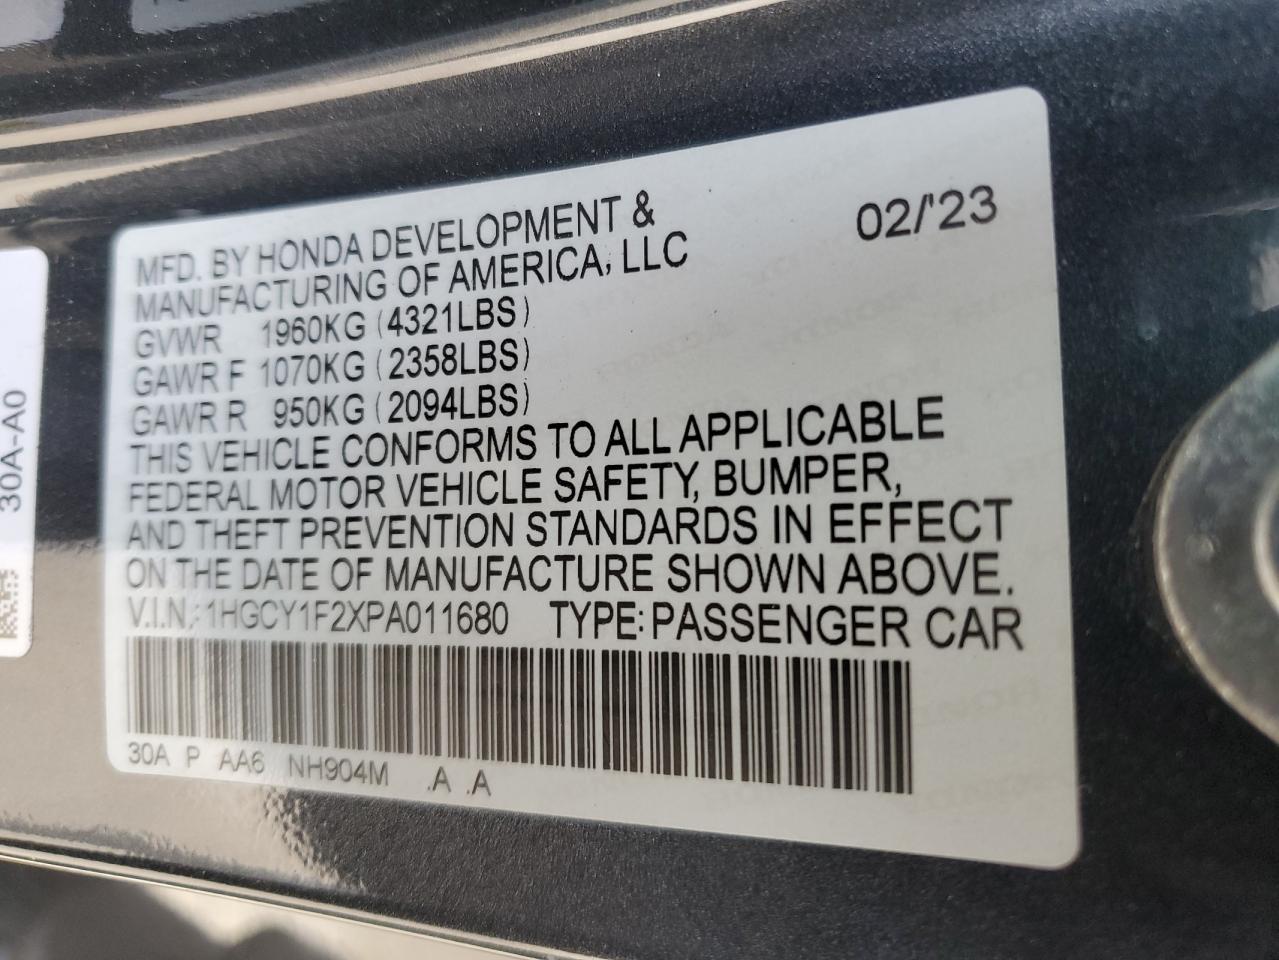 MFD. BY HONDA DEVELOPMENT & 02/'23
MANUFACTURING OF AMERICA, LLC
GVWR 1960KG (4321LBS)
GAWR F 1070KG (2358LBS)
GAWR R 950KG (2094LBS)
THIS VEHICLE CONFORMS TO ALL APPLICABLE
FEDERAL MOTOR VEHICLE SAFETY, BUMPER,
AND THEFT PREVENTION STANDARDS IN EFFECT
ON THE DATE OF MANUFACTURE SHOWN ABOVE.
V.I.N.: 1HGCY1F2XPA011680 TYPE: PASSENGER CAR
30A P AA6 NH904M .A .A
30A-A0